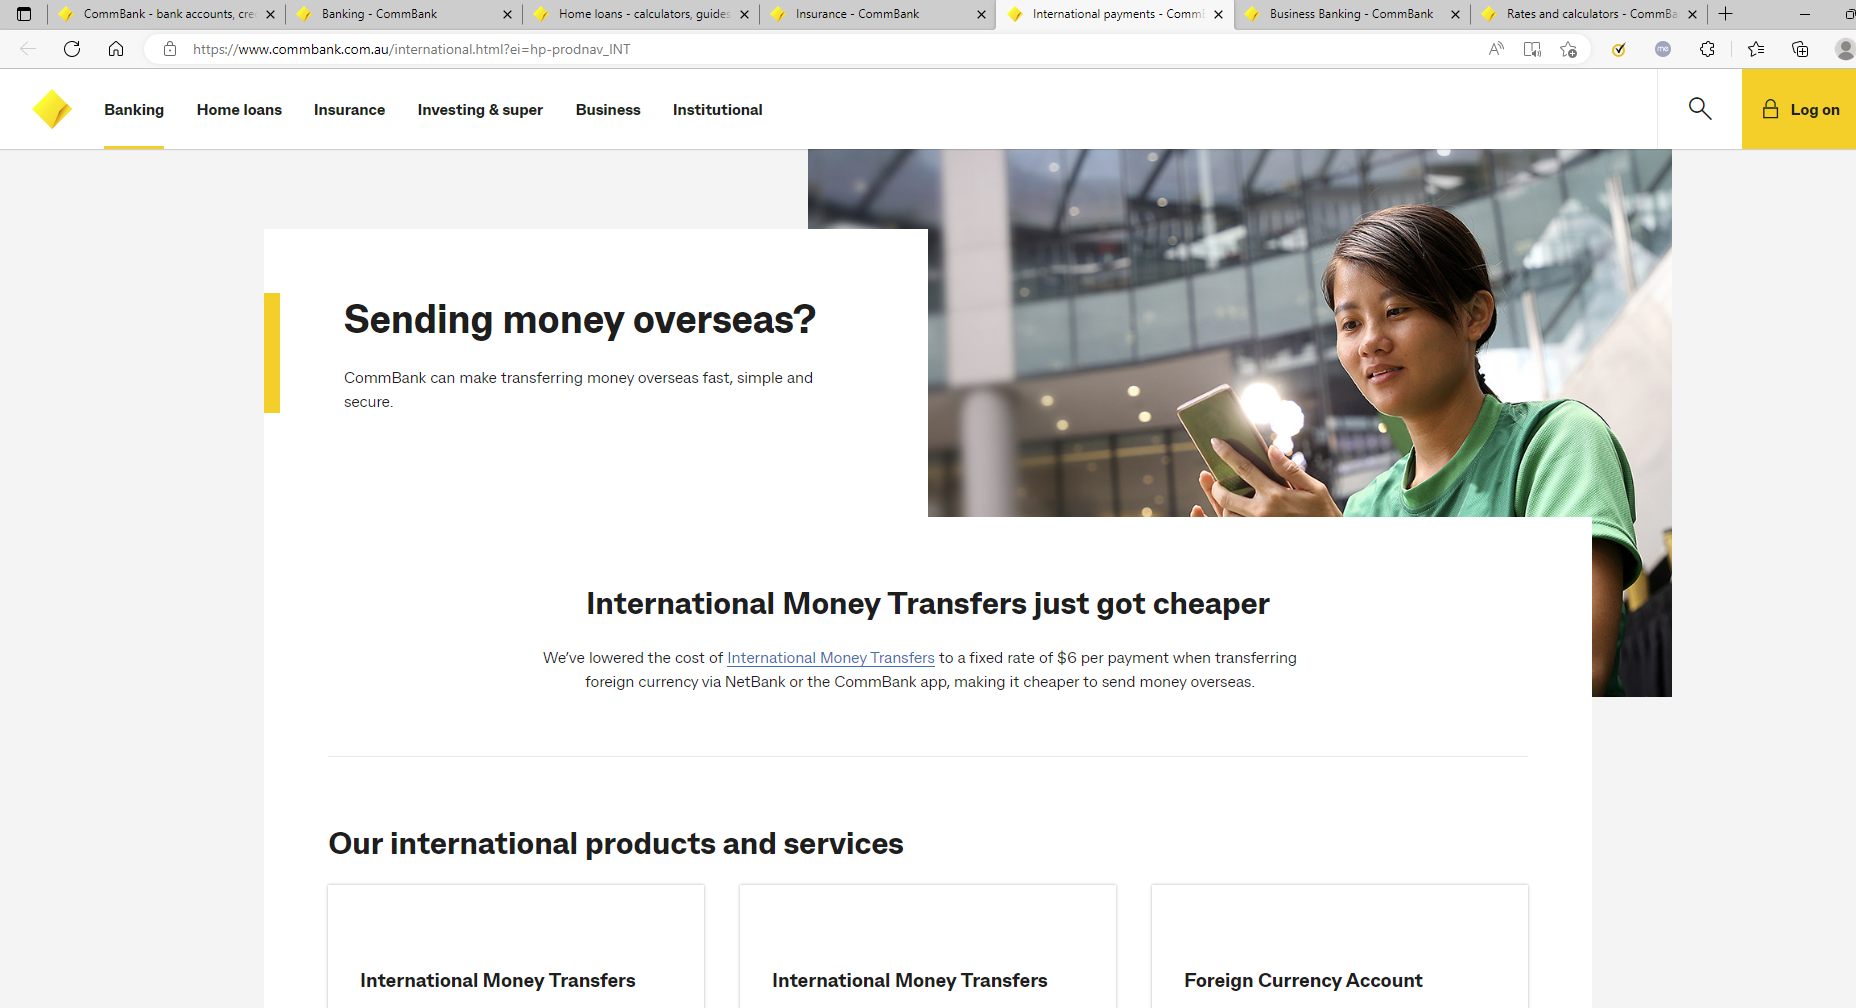 CommBank - bank accounts, cre
Banking - CommBank
Home loans - calculators, guides
Insurance - CommBank
International payments - CommB
Business Banking - CommBank
Rates and calculators - CommBa
https://www.commbank.com.au/international.html?ei=hp-prodnav_INT
me
Banking
Home loans
Insurance
Investing & super
Business
Institutional
Log on
Sending money overseas?
CommBank can make transferring money overseas fast, simple and
secure.
International Money Transfers just got cheaper
We've lowered the cost of International Money Transfers to a fixed rate of $6 per payment when transferring
foreign currency via NetBank or the CommBank app, making it cheaper to send money overseas.
Our international products and services
International Money Transfers
International Money Transfers
Foreign Currency Account